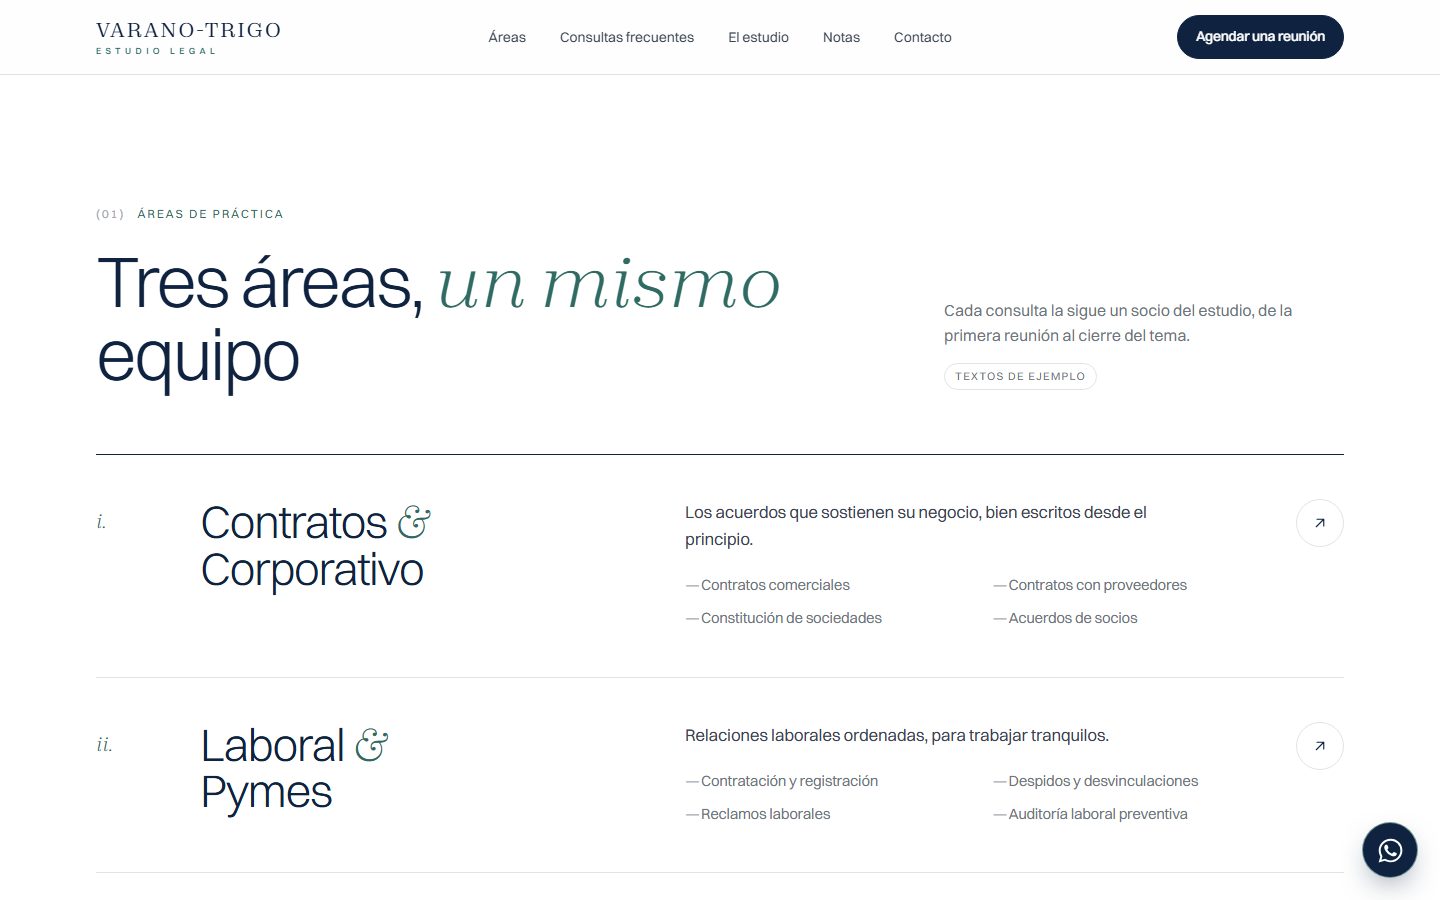 VARANO-TRIGO
ESTUDIO LEGAL
Áreas
Consultas frecuentes
El estudio
Notas
Contacto
Agendar una reunión
(01) ÁREAS DE PRÁCTICA
Tres áreas, un mismo
equipo
Cada consulta la sigue un socio del estudio, de la
primera reunión al cierre del tema.
TEXTOS DE EJEMPLO
i.
Contratos &
Corporativo
Los acuerdos que sostienen su negocio, bien escritos desde el
principio.
— Contratos comerciales
— Contratos con proveedores
— Constitución de sociedades
— Acuerdos de socios
ii.
Laboral &
Pymes
Relaciones laborales ordenadas, para trabajar tranquilos.
— Contratación y registración
— Despidos y desvinculaciones
— Reclamos laborales
— Auditoría laboral preventiva